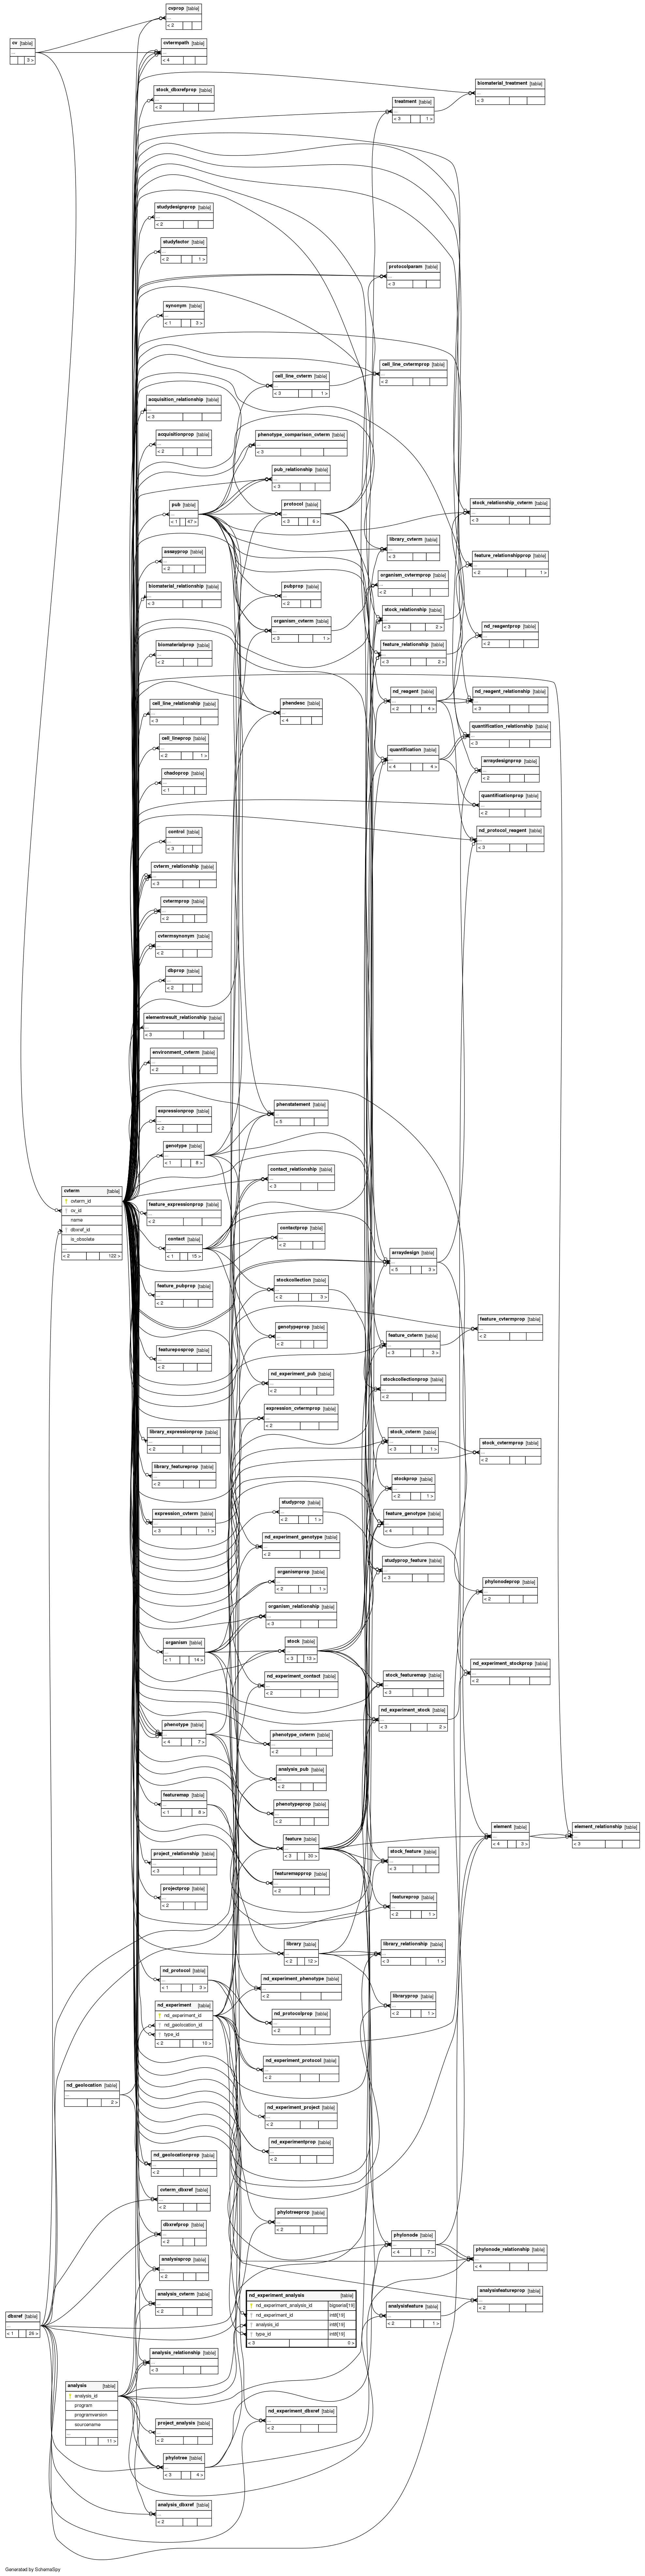 cvprop [table]
...
< 2
cv [table]
...
3 >
cvtermpath [table]
...
< 4
biomaterial_treatment [table]
...
< 3
stock_dbxrefprop [table]
...
< 2
treatment [table]
...
< 3 1 >
studydesignprop [table]
...
< 2
studyfactor [table]
...
< 2 1 >
protocolparam [table]
...
< 3
synonym [table]
...
< 1 3 >
cell_line_cvtermprop [table]
...
< 2
cell_line_cvterm [table]
...
< 3 1 >
acquisition_relationship [table]
...
< 3
acquisitionprop [table]
...
< 2
phenotype_comparison_cvterm [table]
...
< 3
pub_relationship [table]
...
< 3
pub [table]
...
< 1 47 >
protocol [table]
...
< 3 6 >
stock_relationship_cvterm [table]
...
< 3
library_cvterm [table]
...
< 3
assayprop [table]
...
< 2
feature_relationshipprop [table]
...
< 2 1 >
organism_cvtermprop [table]
...
< 2
biomaterial_relationship [table]
...
< 3
pubprop [table]
...
< 2
stock_relationship [table]
...
< 3 2 >
organism_cvterm [table]
...
< 3 1 >
nd_reagentprop [table]
...
< 2
biomaterialprop [table]
...
< 2
feature_relationship [table]
...
< 3 2 >
nd_reagent [table]
...
< 2 4 >
nd_reagent_relationship [table]
...
< 3
cell_line_relationship [table]
...
< 3
phendesc [table]
...
< 4
quantification_relationship [table]
...
< 3
cell_lineprop [table]
...
< 2 1 >
quantification [table]
...
< 4 4 >
arraydesignprop [table]
...
< 2
chadoprop [table]
...
< 1
quantificationprop [table]
...
< 2
control [table]
...
< 3
nd_protocol_reagent [table]
...
< 3
cvterm_relationship [table]
...
< 3
cvtermprop [table]
...
< 2
cvtermsynonym [table]
...
< 2
dbprop [table]
...
< 2
elementresult_relationship [table]
...
< 3
environment_cvterm [table]
...
< 2
expressionprop [table]
...
< 2
phenstatement [table]
...
< 5
genotype [table]
...
< 1 8 >
contact_relationship [table]
...
< 3
cvterm [table]
cvterm_id
cv_id
name
dbxref_id
is_obsolete
...
< 2 122 >
feature_expressionprop [table]
...
< 2
contact [table]
...
< 1 15 >
contactprop [table]
...
< 2
arraydesign [table]
...
< 5 3 >
feature_pubprop [table]
...
< 2
stockcollection [table]
...
< 2 3 >
feature_cvtermprop [table]
...
< 2
genotypeprop [table]
...
< 2
feature_cvterm [table]
...
< 3 3 >
featureposprop [table]
...
< 2
nd_experiment_pub [table]
...
< 2
stockcollectionprop [table]
...
< 2
expression_cvtermprop [table]
...
< 2
library_expressionprop [table]
...
< 2
stock_cvterm [table]
...
< 3 1 >
stock_cvtermprop [table]
...
< 2
library_featureprop [table]
...
< 2
stockprop [table]
...
< 2 1 >
studyprop [table]
...
< 2 1 >
expression_cvterm [table]
...
< 3 1 >
feature_genotype [table]
...
< 4
nd_experiment_genotype [table]
...
< 2
studyprop_feature [table]
...
< 3
organismprop [table]
...
< 2 1 >
phylonodeprop [table]
...
< 2
organism_relationship [table]
...
< 3
organism [table]
...
< 1 14 >
stock [table]
...
< 3 13 >
nd_experiment_stockprop [table]
...
< 2
nd_experiment_contact [table]
...
< 2
stock_featuremap [table]
...
< 3
nd_experiment_stock [table]
...
< 3 2 >
phenotype [table]
...
< 4 7 >
phenotype_cvterm [table]
...
< 2
analysis_pub [table]
...
< 2
featuremap [table]
...
< 1 8 >
phenotypeprop [table]
...
< 2
element [table]
...
< 4 3 >
element_relationship [table]
...
< 3
feature [table]
...
< 3 30 >
stock_feature [table]
...
< 3
project_relationship [table]
...
< 3
featuremapprop [table]
...
< 2
projectprop [table]
...
< 2
featureprop [table]
...
< 2 1 >
library [table]
...
< 2 12 >
library_relationship [table]
...
< 3 1 >
nd_protocol [table]
...
< 1 3 >
nd_experiment_phenotype [table]
...
< 2
libraryprop [table]
...
< 2 1 >
nd_experiment [table]
nd_experiment_id
nd_geolocation_id
type_id
< 2 10 >
nd_protocolprop [table]
...
< 2
nd_experiment_protocol [table]
...
< 2
nd_geolocation [table]
...
2 >
nd_experiment_project [table]
...
< 2
nd_experimentprop [table]
...
< 2
nd_geolocationprop [table]
...
< 2
cvterm_dbxref [table]
...
< 2
phylotreeprop [table]
...
< 2
dbxrefprop [table]
...
< 2
phylonode [table]
...
< 4 7 >
phylonode_relationship [table]
...
< 4
analysisprop [table]
...
< 2
analysis_cvterm [table]
...
< 2
nd_experiment_analysis [table]
nd_experiment_analysis_id bigserial[19]
nd_experiment_id int8[19]
analysis_id int8[19]
type_id int8[19]
< 3 0 >
analysisfeatureprop [table]
...
< 2
analysisfeature [table]
...
< 2 1 >
dbxref [table]
...
< 1 26 >
analysis_relationship [table]
...
< 3
analysis [table]
analysis_id
program
programversion
sourcename
...
11 >
nd_experiment_dbxref [table]
...
< 2
project_analysis [table]
...
< 2
phylotree [table]
...
< 3 4 >
analysis_dbxref [table]
...
< 2
Generated by SchemaSpy